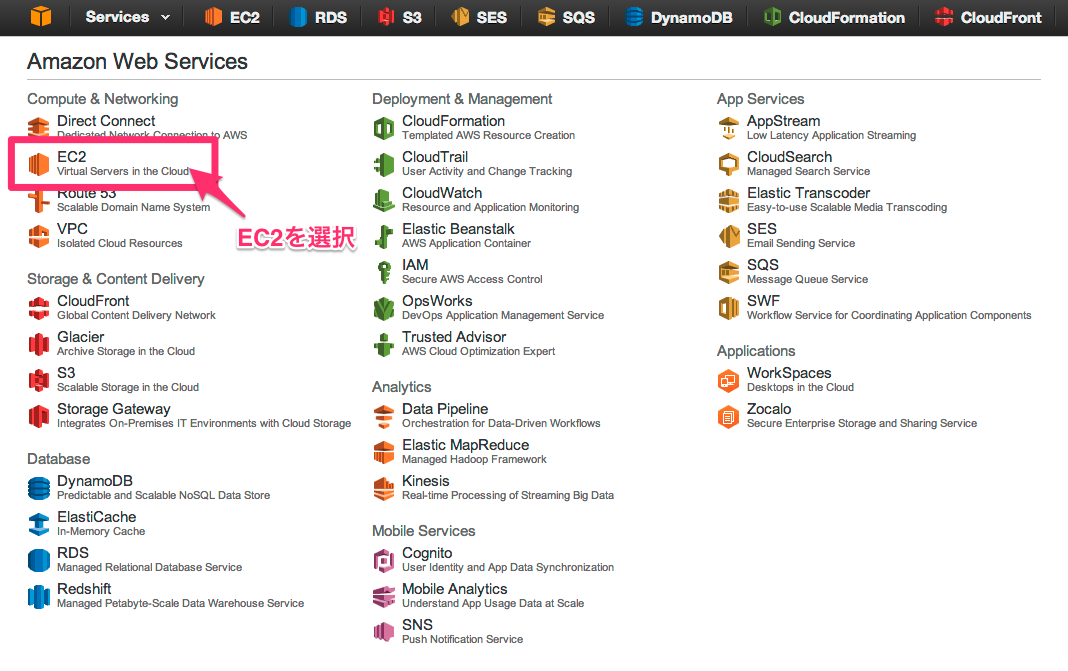 Services EC2 RDS S3 SES SQS DynamoDB CloudFormation CloudFront
Amazon Web Services
Compute & Networking
Direct Connect
Dedicated Network Connection to AWS
EC2
Virtual Servers in the Cloud
Route 53
Scalable Domain Name System
VPC
Isolated Cloud Resources
EC2を選択
Storage & Content Delivery
CloudFront
Global Content Delivery Network
Glacier
Archive Storage in the Cloud
S3
Scalable Storage in the Cloud
Storage Gateway
Integrates On-Premises IT Environments with Cloud Storage
Database
DynamoDB
Predictable and Scalable NoSQL Data Store
ElastiCache
In-Memory Cache
RDS
Managed Relational Database Service
Redshift
Managed Petabyte-Scale Data Warehouse Service
Deployment & Management
CloudFormation
Templated AWS Resource Creation
CloudTrail
User Activity and Change Tracking
CloudWatch
Resource and Application Monitoring
Elastic Beanstalk
AWS Application Container
IAM
Secure AWS Access Control
OpsWorks
DevOps Application Management Service
Trusted Advisor
AWS Cloud Optimization Expert
Analytics
Data Pipeline
Orchestration for Data-Driven Workflows
Elastic MapReduce
Managed Hadoop Framework
Kinesis
Real-time Processing of Streaming Big Data
Mobile Services
Cognito
User Identity and App Data Synchronization
Mobile Analytics
Understand App Usage Data at Scale
SNS
Push Notification Service
App Services
AppStream
Low Latency Application Streaming
CloudSearch
Managed Search Service
Elastic Transcoder
Easy-to-use Scalable Media Transcoding
SES
Email Sending Service
SQS
Message Queue Service
SWF
Workflow Service for Coordinating Application Components
Applications
WorkSpaces
Desktops in the Cloud
Zocalo
Secure Enterprise Storage and Sharing Service